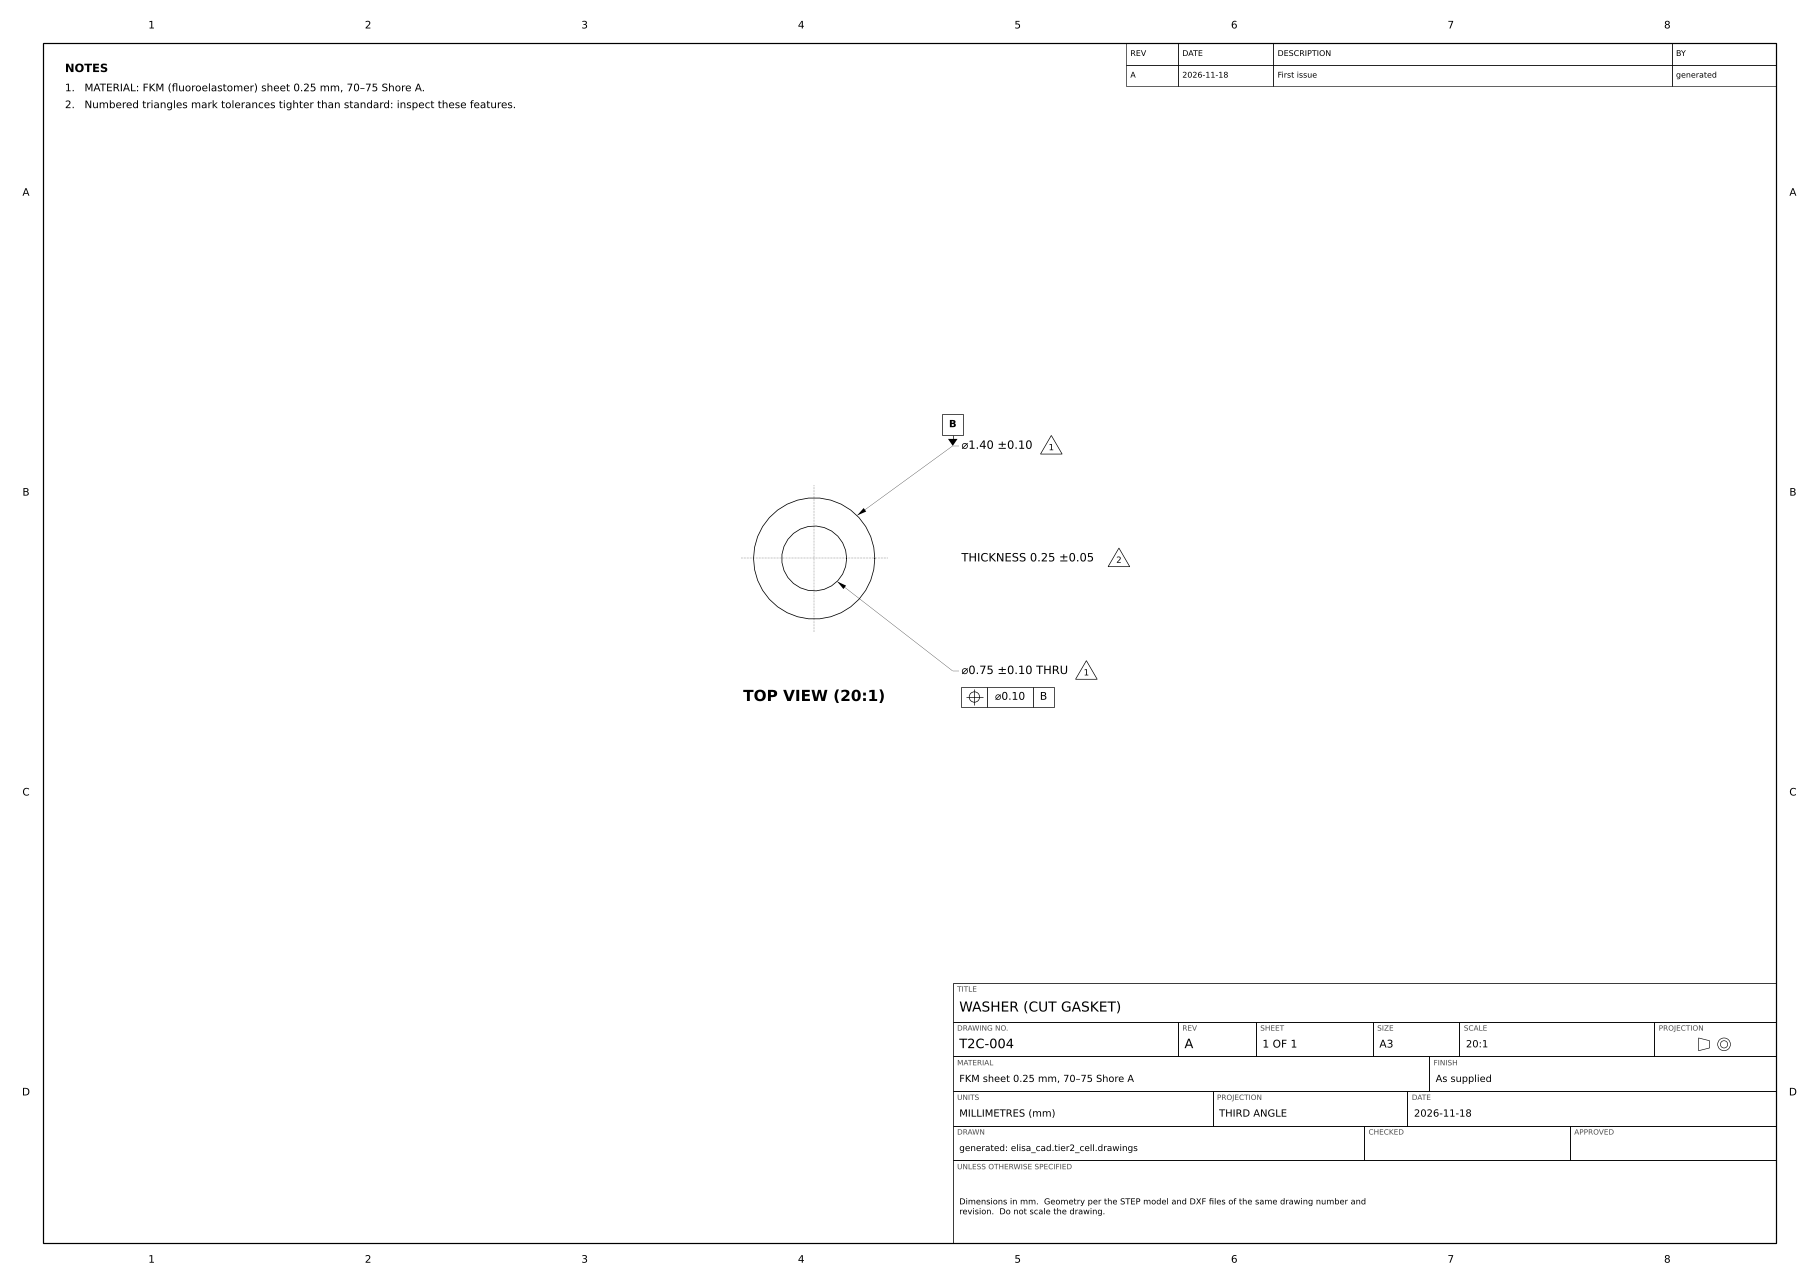 1 2 3 4 5 6 7 8
NOTES
1. MATERIAL: FKM (fluoroelastomer) sheet 0.25 mm, 70–75 Shore A.
2. Numbered triangles mark tolerances tighter than standard: inspect these features.
REV DATE DESCRIPTION BY
A 2026-11-18 First issue generated
A A
B
⌀1.40 ±0.10 1
B B
THICKNESS 0.25 ±0.05 2
⌀0.75 ±0.10 THRU 1
TOP VIEW (20:1)
⌖ ⌀0.10 B
C C
TITLE
WASHER (CUT GASKET)
DRAWING NO. REV SHEET SIZE SCALE PROJECTION
T2C-004 A 1 OF 1 A3 20:1
MATERIAL FINISH
FKM sheet 0.25 mm, 70–75 Shore A As supplied
D D
UNITS PROJECTION DATE
MILLIMETRES (mm) THIRD ANGLE 2026-11-18
DRAWN CHECKED APPROVED
generated: elisa_cad.tier2_cell.drawings
UNLESS OTHERWISE SPECIFIED
Dimensions in mm. Geometry per the STEP model and DXF files of the same drawing number and
revision. Do not scale the drawing.
1 2 3 4 5 6 7 8